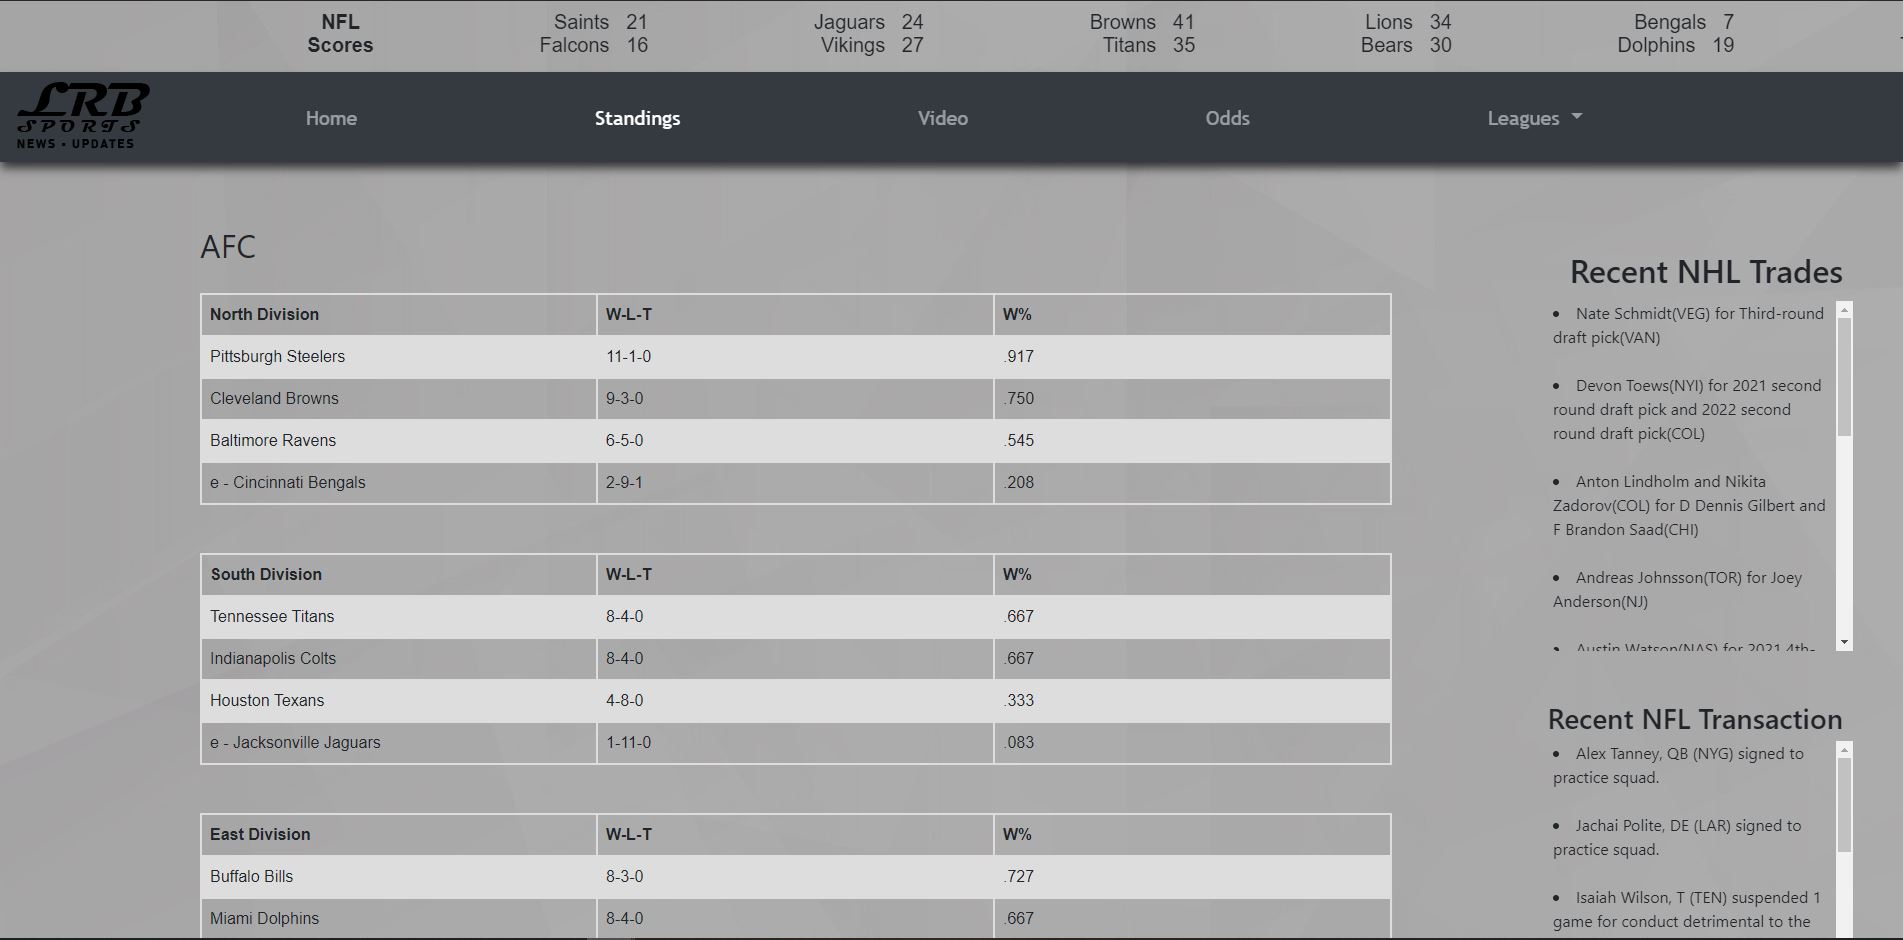 NFL Scores
Saints 21
Falcons 16
Jaguars 24
Vikings 27
Browns 41
Titans 35
Lions 34
Bears 30
Bengals 7
Dolphins 19
LRB
SPORTS
NEWS • UPDATES
Home Standings Video Odds Leagues
AFC
North Division W-L-T W%
Pittsburgh Steelers 11-1-0 .917
Cleveland Browns 9-3-0 .750
Baltimore Ravens 6-5-0 .545
e - Cincinnati Bengals 2-9-1 .208
South Division W-L-T W%
Tennessee Titans 8-4-0 .667
Indianapolis Colts 8-4-0 .667
Houston Texans 4-8-0 .333
e - Jacksonville Jaguars 1-11-0 .083
East Division W-L-T W%
Buffalo Bills 8-3-0 .727
Miami Dolphins 8-4-0 .667
Recent NHL Trades
• Nate Schmidt(VEG) for Third-round
draft pick(VAN)
• Devon Toews(NYI) for 2021 second
round draft pick and 2022 second
round draft pick(COL)
• Anton Lindholm and Nikita
Zadorov(COL) for D Dennis Gilbert and
F Brandon Saad(CHI)
• Andreas Johnsson(TOR) for Joey
Anderson(NJ)
• Austin Watson(NAS) for 2021 4th-
Recent NFL Transaction
• Alex Tanney, QB (NYG) signed to
practice squad.
• Jachai Polite, DE (LAR) signed to
practice squad.
• Isaiah Wilson, T (TEN) suspended 1
game for conduct detrimental to the